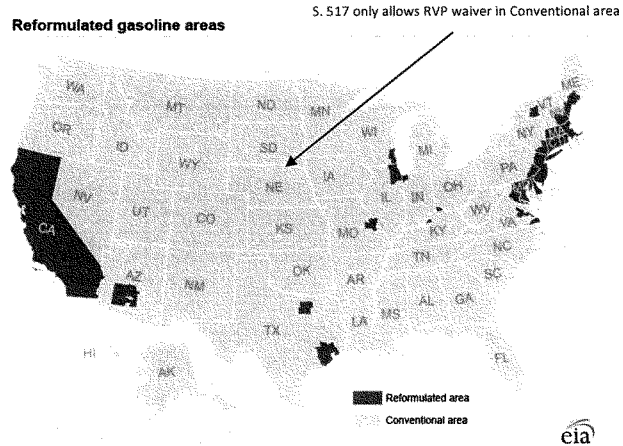 S. 517 only allows RVP waiver in Conventional area
Reformulated gasoline areas
WA
MT
ND
MN
ME
VT
OR
ID
SD
WI
MI
NY
WY
NE
IA
PA
NV
UT
CO
IL
IN
OH
WV
VA
CA
KS
MO
KY
NC
AZ
NM
OK
AR
TN
SC
TX
LA
MS
AL
GA
HI
AK
FL
Reformulated area
Conventional area
eia